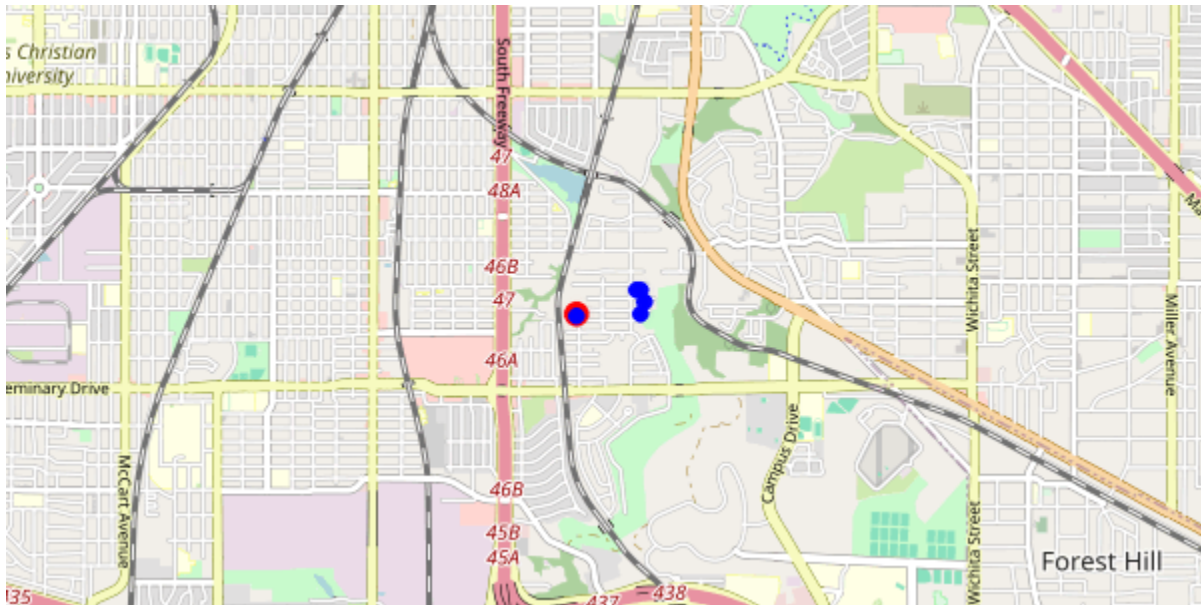 s Christian
niversity
South Freeway
47
48A
46B
47
46A
eminary Drive
McCart Avenue
46B
45B
45A
435
437
438
Campus Drive
Wichita Street
Wichita Street
Miller Avenue
Ma
Forest Hill